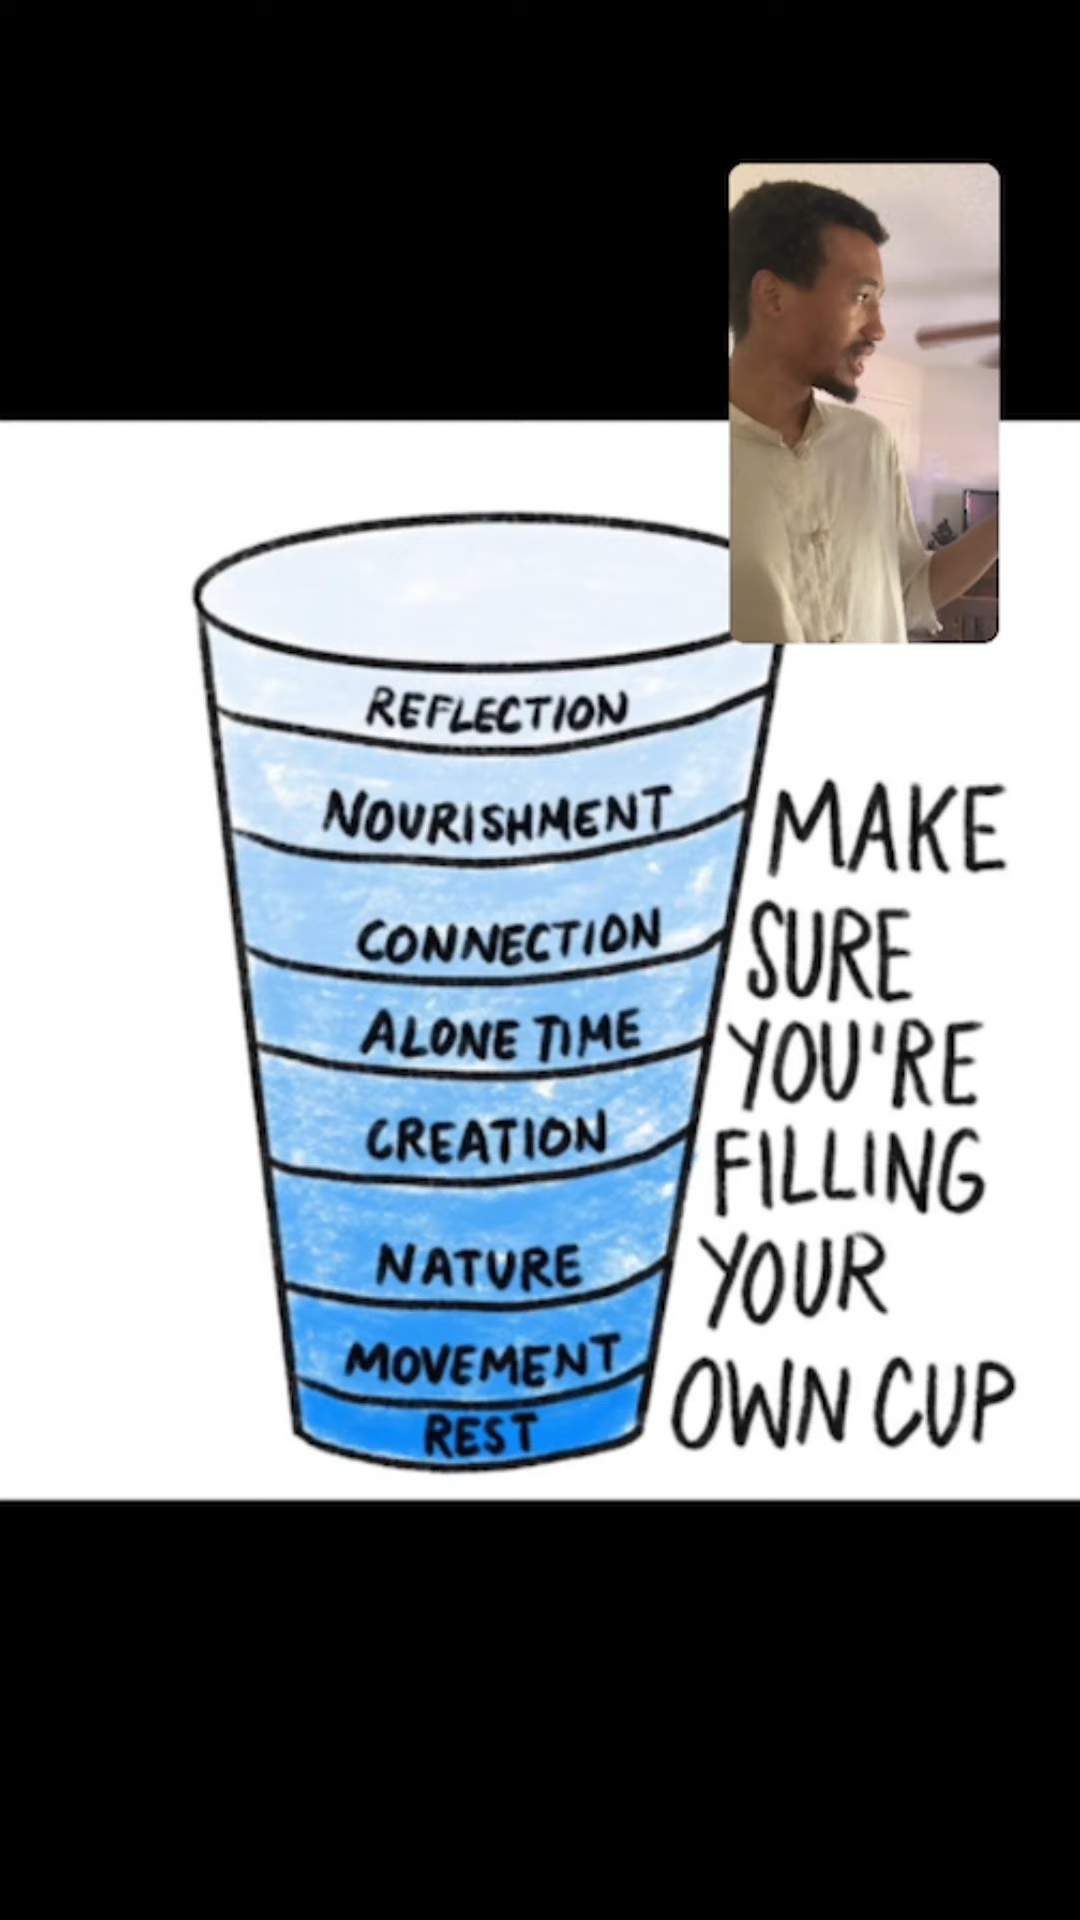 REFLECTION
NOURISHMENT
CONNECTION
ALONE TIME
CREATION
NATURE
MOVEMENT
REST
MAKE
SURE
YOU'RE
FILLING
YOUR
OWN CUP